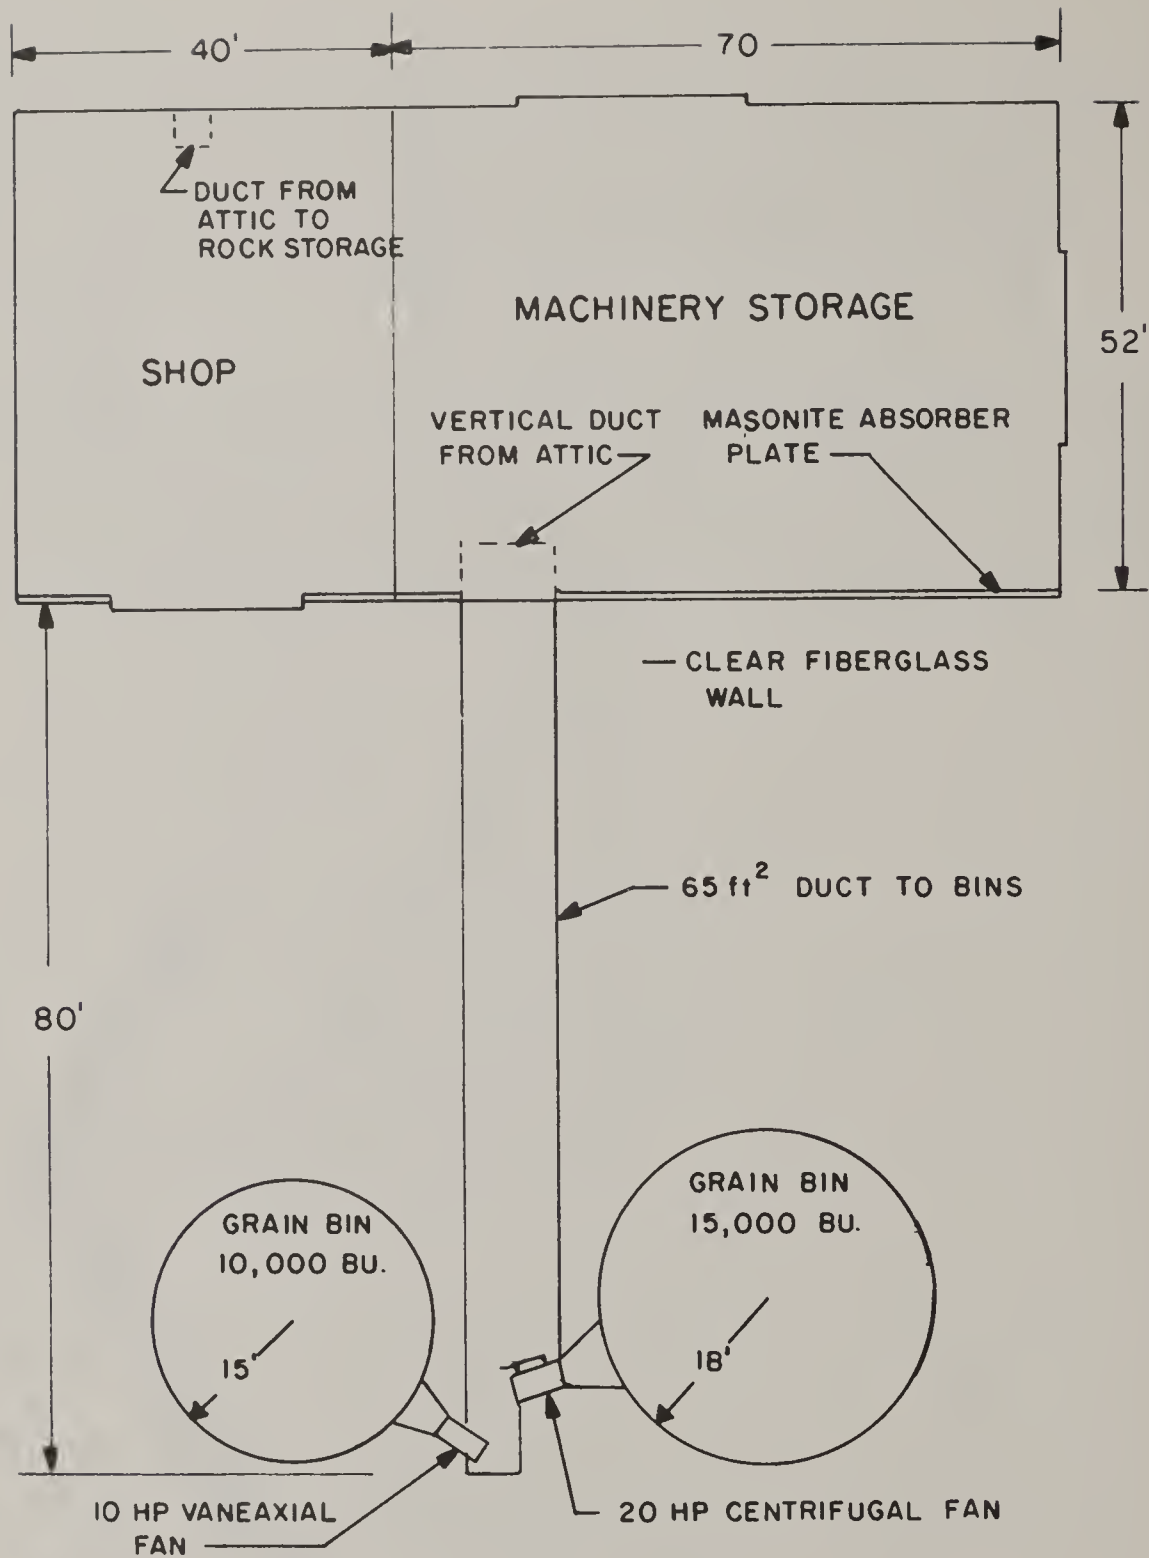 40' 70
DUCT FROM
ATTIC TO
ROCK STORAGE
MACHINERY STORAGE
52'
SHOP
VERTICAL DUCT
FROM ATTIC
MASONITE ABSORBER
PLATE
CLEAR FIBERGLASS
WALL
65 ft² DUCT TO BINS
80'
GRAIN BIN
10,000 BU.
15'
GRAIN BIN
15,000 BU.
18'
10 HP VANEAXIAL
FAN
20 HP CENTRIFUGAL FAN